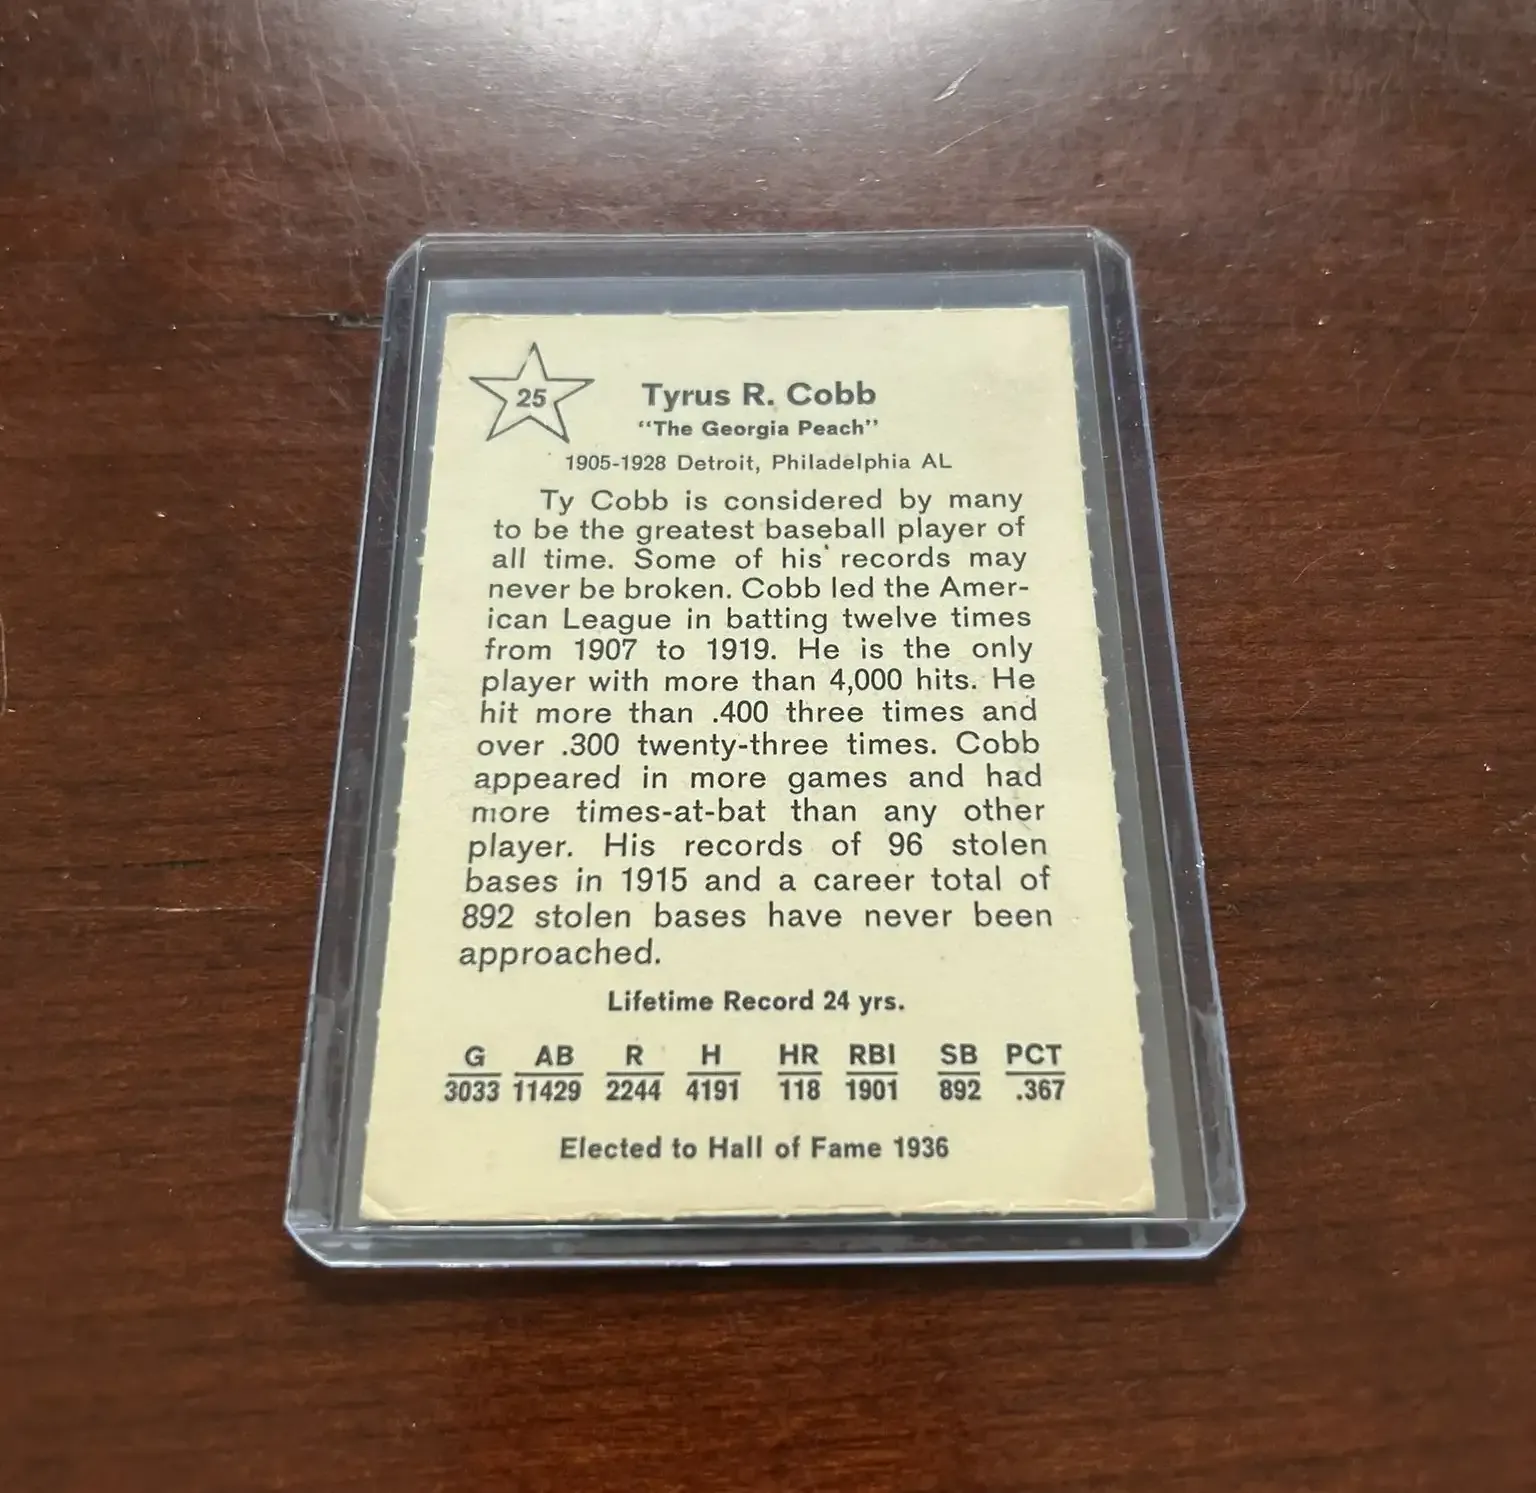 25
Tyrus R. Cobb
“The Georgia Peach”
1905-1928 Detroit, Philadelphia AL
Ty Cobb is considered by many
to be the greatest baseball player of
all time. Some of his records may
never be broken. Cobb led the Amer-
ican League in batting twelve times
from 1907 to 1919. He is the only
player with more than 4,000 hits. He
hit more than .400 three times and
over .300 twenty-three times. Cobb
appeared in more games and had
more times-at-bat than any other
player. His records of 96 stolen
bases in 1915 and a career total of
892 stolen bases have never been
approached.
Lifetime Record 24 yrs.
G AB R H HR RBI SB PCT
3033 11429 2244 4191 118 1901 892 .367
Elected to Hall of Fame 1936